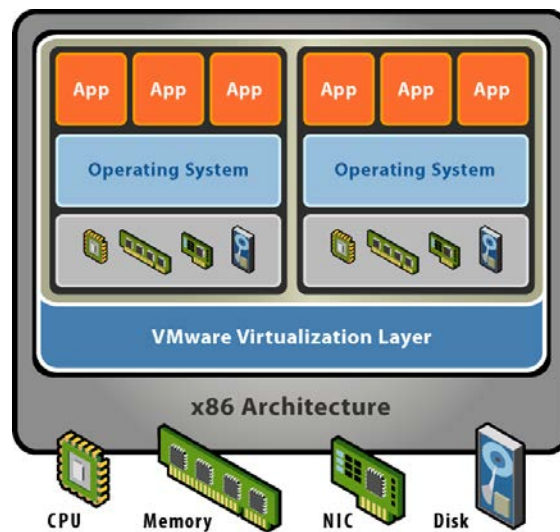 App App App App App App
Operating System Operating System
VMware Virtualization Layer
x86 Architecture
CPU Memory NIC Disk